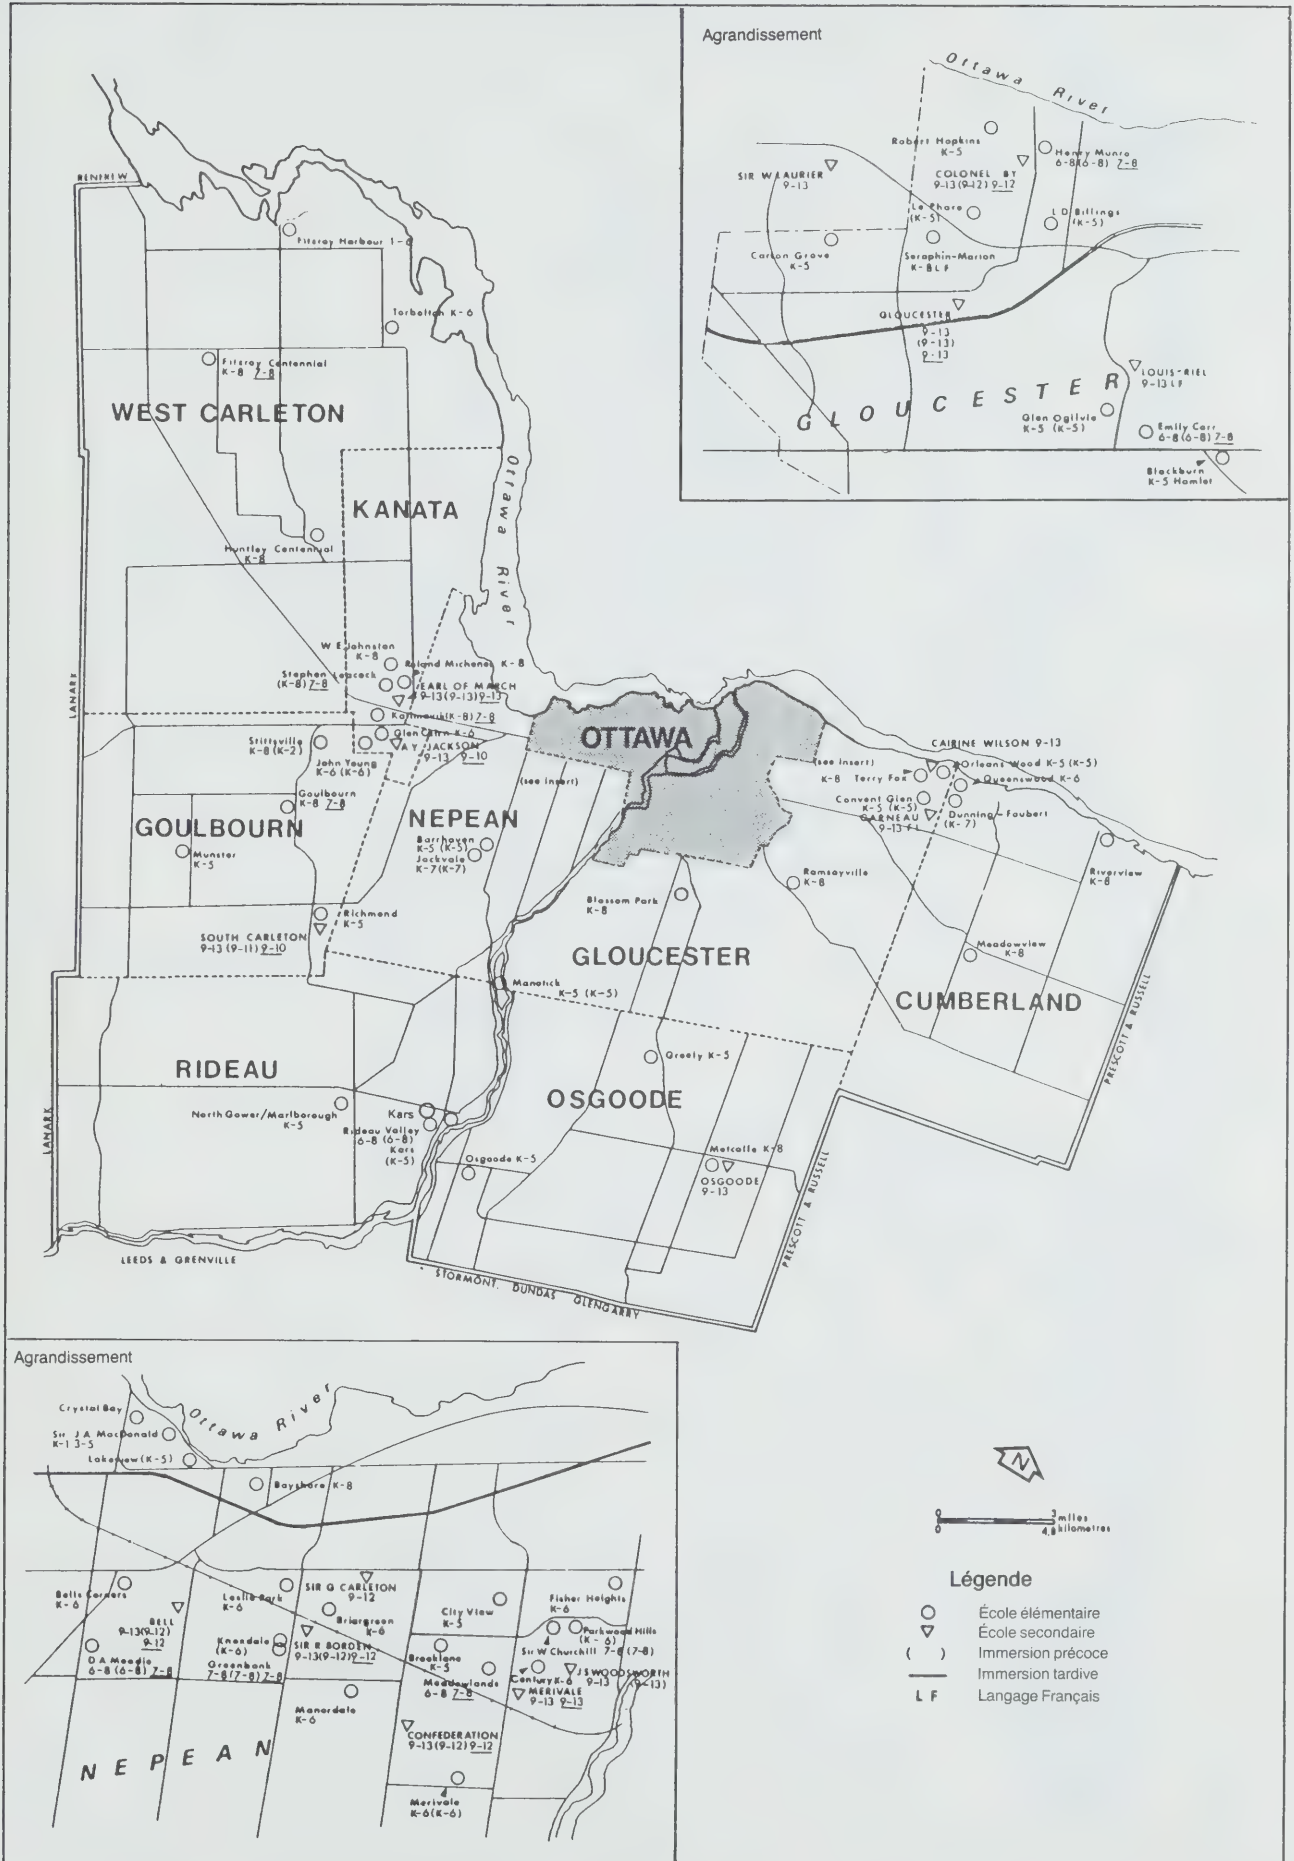 Agrandissement
Ottawa River
Robert Hopkins
K-5
Henry Munro
6-8(6-8) 7-8
SIR W LAURIER
9-13
COLONEL BY
9-13(9-12) 9-12
Le Phare
(K-5)
L D Billings
(K-5)
Carson Grove
K-5
Seraphin-Marion
K-8 L F
GLOUCESTER
9-13
(9-13)
9-13
LOUIS-RIEL
9-13 LF
GLOUCESTER
Glen Ogilvie
K-5 (K-5)
Emily Carr
6-8 (6-8) 7-8
Blackburn
K-5 Hamlet
RENFREW
Fitzroy Harbour 1-6
Torbolton K-6
Fitzroy Centennial
K-8 7-8
WEST CARLETON
KANATA
Ottawa River
Huntley Centennial
K-8
W E Johnston
K-8
Roland Michener K-8
Stephen Leacock
(K-8) 7-8
EARL OF MARCH
9-13(9-13) 9-13
LANARK
Katimavik (K-8) 7-8
Glen Cairn K-6
Stittsville
K-8 (K-2)
A Y JACKSON
9-13 9-10
John Young
K-6 (K-6)
OTTAWA
(see Insert)
(see Insert)
CAIRINE WILSON 9-13
Orleans Wood K-5 (K-5)
K-8 Terry Fox
Queenswood K-6
Convent Glen
K-5 (K-5)
GARNEAU
9-13 F L
Dunning-Foubert
(K-7)
Goulbourn
K-8 7-8
GOULBOURN
NEPEAN
Barrhaven
K-5 (K-5)
Jockvale
K-7 (K-7)
Munster
K-5
Ramsayville
K-8
Riverview
K-8
Blossom Park
K-8
Richmond
K-5
SOUTH CARLETON
9-13 (9-11) 9-10
GLOUCESTER
Meadowview
K-8
Manotick
K-5 (K-5)
CUMBERLAND
PRESCOTT & RUSSELL
RIDEAU
Greely K-5
OSGOODE
North Gower/Marlborough
K-5
Kars
Rideau Valley
6-8 (6-8)
Kars
(K-5)
LANARK
Osgoode K-5
Metcalfe K-8
OSGOODE
9-13
PRESCOTT & RUSSELL
LEEDS & GRENVILLE
STORMONT, DUNDAS GLENGARRY
Agrandissement
Ottawa River
Crystal Bay
Sir J A MacDonald
K-1 3-5
Lakeview (K-5)
Bayshore K-8
Bells Corners
K-6
Leslie Park
K-6
SIR G CARLETON
9-12
Fisher Heights
K-6
BELL
9-13(9-12)
9-12
Briargreen
K-6
City View
K-5
Parkwood Hills
(K-6)
Knoxdale
(K-6)
SIR R BORDEN
9-13(9-12) 9-12
Sir W Churchill 7-8 (7-8)
D A Moodie
6-8 (6-8) 7-8
Greenbank
7-8 (7-8) 7-8
Brooklane
K-5
Century K-6
J S WOODSWORTH
9-13 (9-13)
Meadowlands
6-8 7-8
MERIVALE
9-13 9-13
Manordale
K-6
CONFEDERATION
9-13(9-12) 9-12
NEPEAN
Merivale
K-6(K-6)
N
0 3 miles
0 4.8 kilometres
Légende
École élémentaire
École secondaire
( ) Immersion précoce
Immersion tardive
L F Langage Français